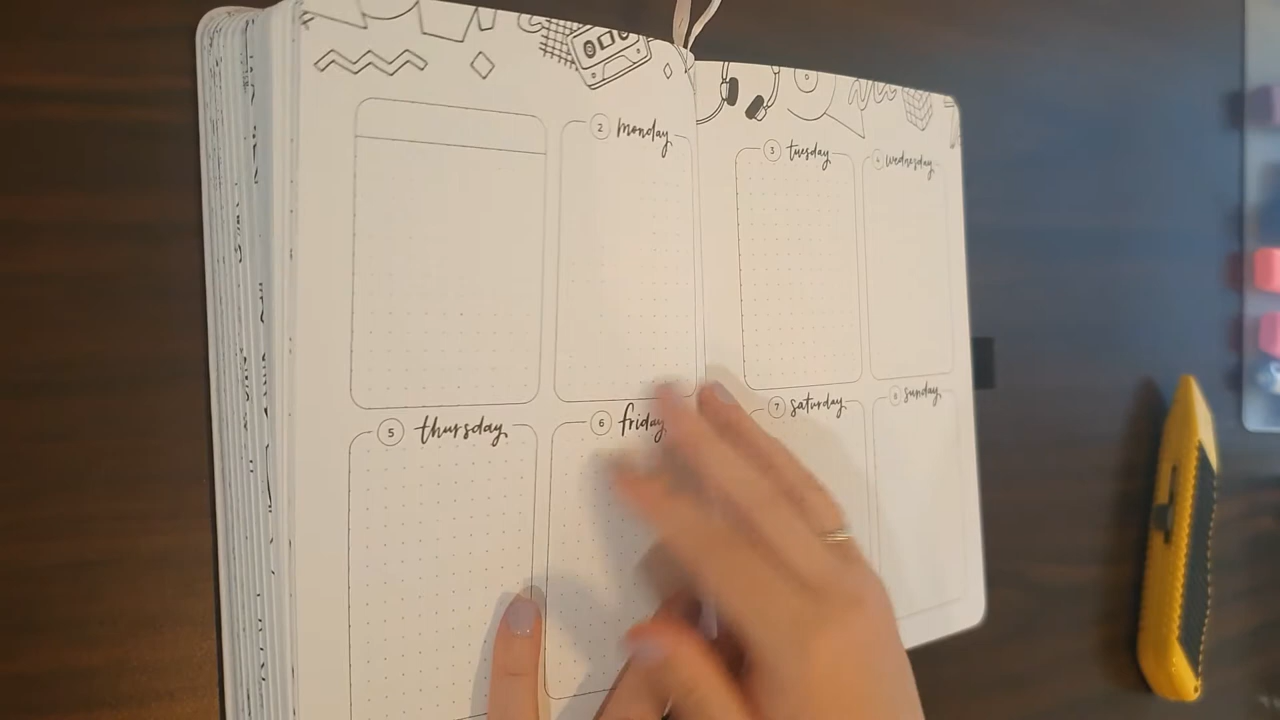 2 monday
3 tuesday
4 wednesday
5 thursday
6 friday
7 saturday
8 sunday